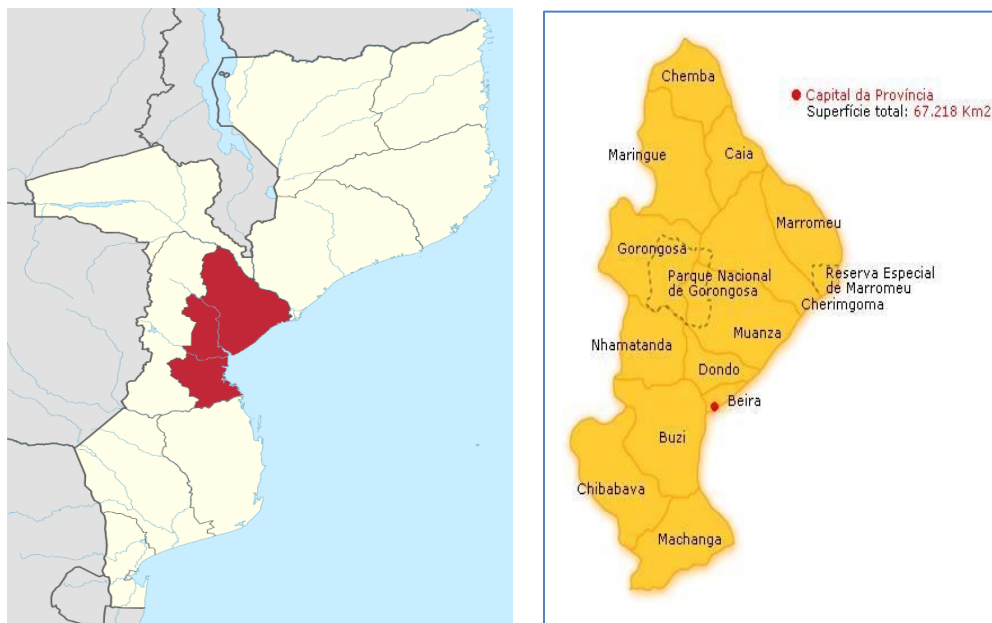 Chemba
Capital da Província
Superfície total: 67.218 Km2
Maringue
Caia
Marromeu
Gorongosa
Parque Nacional
de Gorongosa
Reserva Especial
de Marromeu
Cherimgoma
Muanza
Nhamatanda
Dondo
Beira
Buzi
Chibabava
Machanga